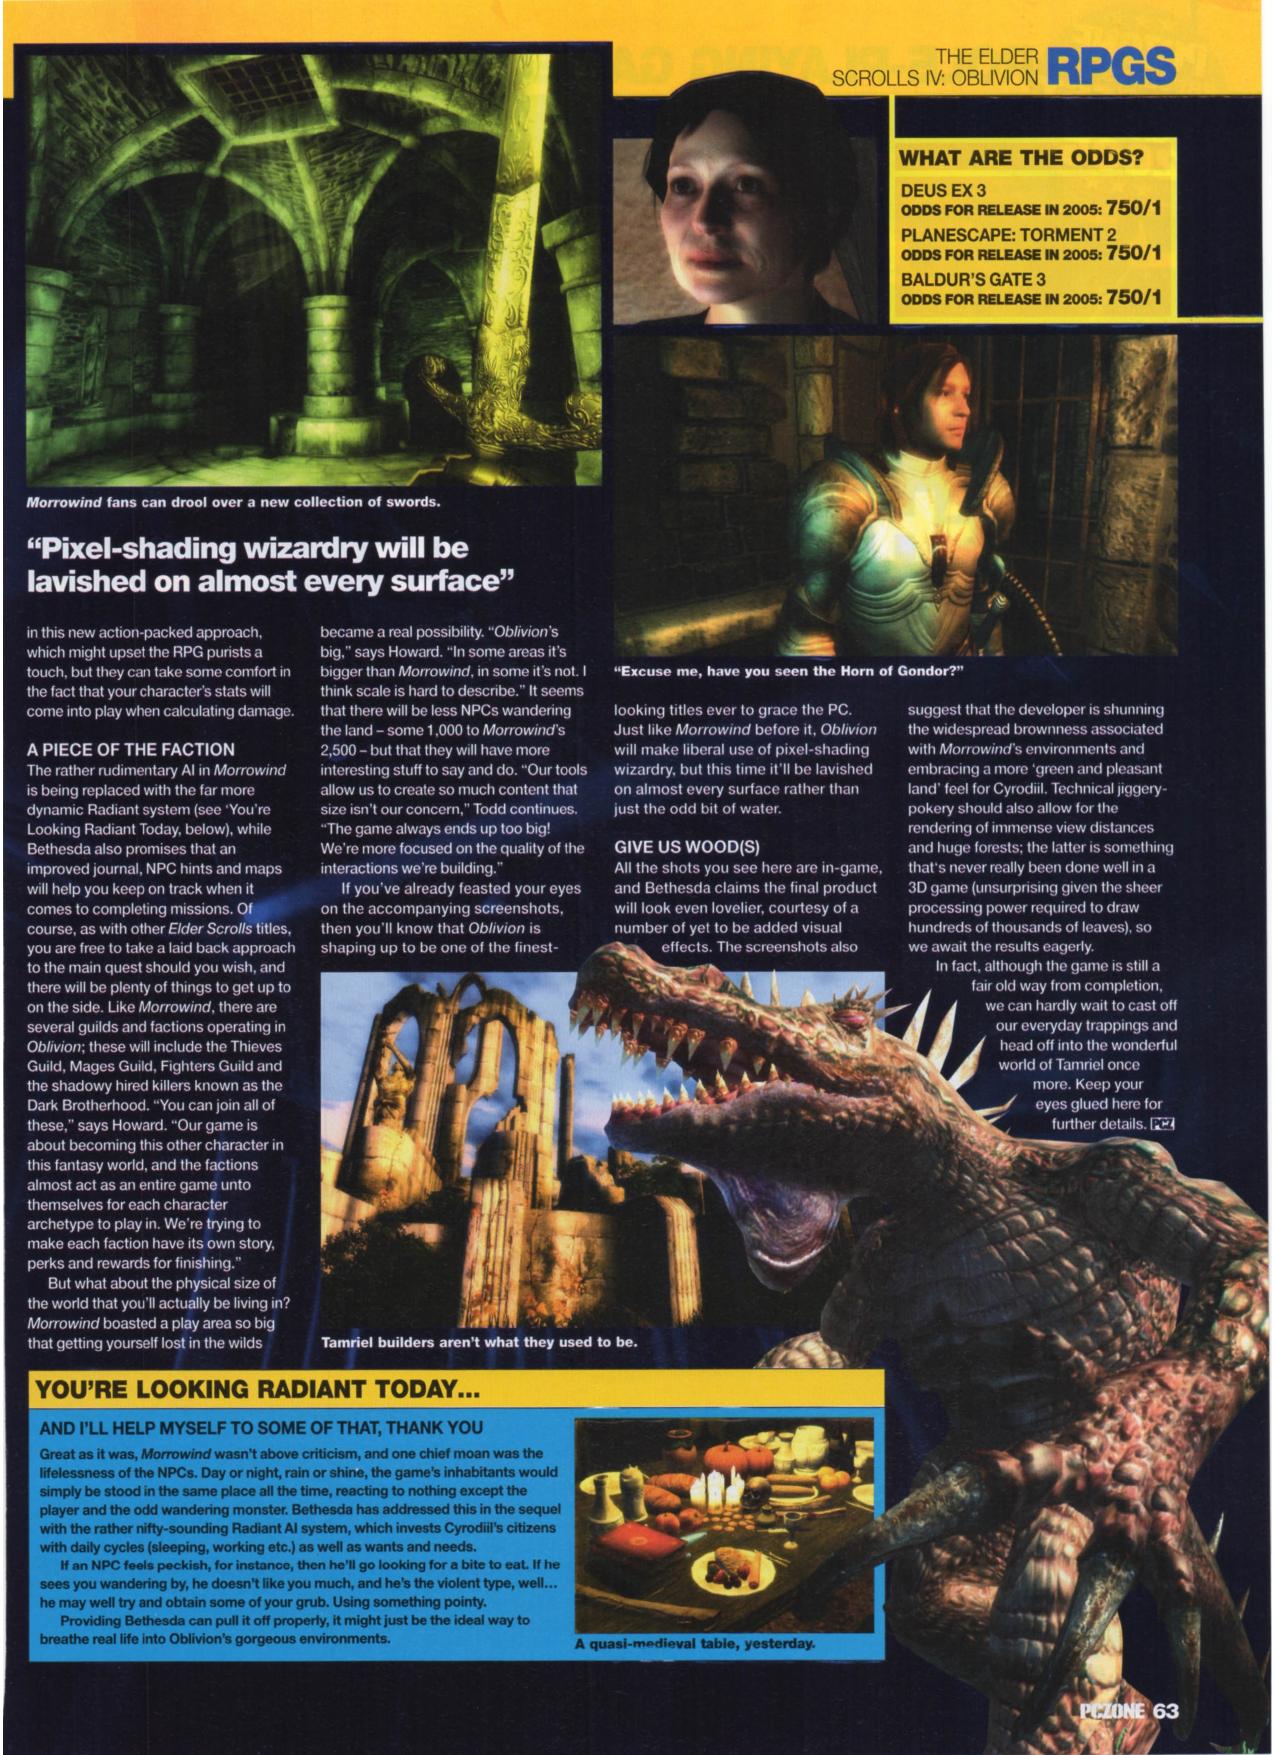 THE ELDER
SCROLLS IV: OBLIVION RPGS
WHAT ARE THE ODDS?
DEUS EX 3
ODDS FOR RELEASE IN 2005: 750/1
PLANESCAPE: TORMENT 2
ODDS FOR RELEASE IN 2005: 750/1
BALDUR'S GATE 3
ODDS FOR RELEASE IN 2005: 750/1
Morrowind fans can drool over a new collection of swords.
"Pixel-shading wizardry will be
lavished on almost every surface"
"Excuse me, have you seen the Horn of Gondor?"
in this new action-packed approach,
which might upset the RPG purists a
touch, but they can take some comfort in
the fact that your character's stats will
come into play when calculating damage.
A PIECE OF THE FACTION
The rather rudimentary AI in Morrowind
is being replaced with the far more
dynamic Radiant system (see 'You're
Looking Radiant Today, below), while
Bethesda also promises that an
improved journal, NPC hints and maps
will help you keep on track when it
comes to completing missions. Of
course, as with other Elder Scrolls titles,
you are free to take a laid back approach
to the main quest should you wish, and
there will be plenty of things to get up to
on the side. Like Morrowind, there are
several guilds and factions operating in
Oblivion; these will include the Thieves
Guild, Mages Guild, Fighters Guild and
the shadowy hired killers known as the
Dark Brotherhood. "You can join all of
these," says Howard. "Our game is
about becoming this other character in
this fantasy world, and the factions
almost act as an entire game unto
themselves for each character
archetype to play in. We're trying to
make each faction have its own story,
perks and rewards for finishing."
But what about the physical size of
the world that you'll actually be living in?
Morrowind boasted a play area so big
that getting yourself lost in the wilds
became a real possibility. "Oblivion's
big," says Howard. "In some areas it's
bigger than Morrowind, in some it's not. I
think scale is hard to describe." It seems
that there will be less NPCs wandering
the land – some 1,000 to Morrowind's
2,500 – but that they will have more
interesting stuff to say and do. "Our tools
allow us to create so much content that
size isn't our concern," Todd continues.
"The game always ends up too big!
We're more focused on the quality of the
interactions we're building."
If you've already feasted your eyes
on the accompanying screenshots,
then you'll know that Oblivion is
shaping up to be one of the finest-
looking titles ever to grace the PC.
Just like Morrowind before it, Oblivion
will make liberal use of pixel-shading
wizardry, but this time it'll be lavished
on almost every surface rather than
just the odd bit of water.
GIVE US WOOD(S)
All the shots you see here are in-game,
and Bethesda claims the final product
will look even lovelier, courtesy of a
number of yet to be added visual
effects. The screenshots also
suggest that the developer is shunning
the widespread brownness associated
with Morrowind's environments and
embracing a more 'green and pleasant
land' feel for Cyrodiil. Technical jiggery-
pokery should also allow for the
rendering of immense view distances
and huge forests; the latter is something
that's never really been done well in a
3D game (unsurprising given the sheer
processing power required to draw
hundreds of thousands of leaves), so
we await the results eagerly.
In fact, although the game is still a
fair old way from completion,
we can hardly wait to cast off
our everyday trappings and
head off into the wonderful
world of Tamriel once
more. Keep your
eyes glued here for
further details. PCZ
Tamriel builders aren't what they used to be.
YOU'RE LOOKING RADIANT TODAY...
AND I'LL HELP MYSELF TO SOME OF THAT, THANK YOU
Great as it was, Morrowind wasn't above criticism, and one chief moan was the
lifelessness of the NPCs. Day or night, rain or shine, the game's inhabitants would
simply be stood in the same place all the time, reacting to nothing except the
player and the odd wandering monster. Bethesda has addressed this in the sequel
with the rather nifty-sounding Radiant AI system, which invests Cyrodiil's citizens
with daily cycles (sleeping, working etc.) as well as wants and needs.
If an NPC feels peckish, for instance, then he'll go looking for a bite to eat. If he
sees you wandering by, he doesn't like you much, and he's the violent type, well...
he may well try and obtain some of your grub. Using something pointy.
Providing Bethesda can pull it off properly, it might just be the ideal way to
breathe real life into Oblivion's gorgeous environments.
A quasi-medieval table, yesterday.
PCZONE 63